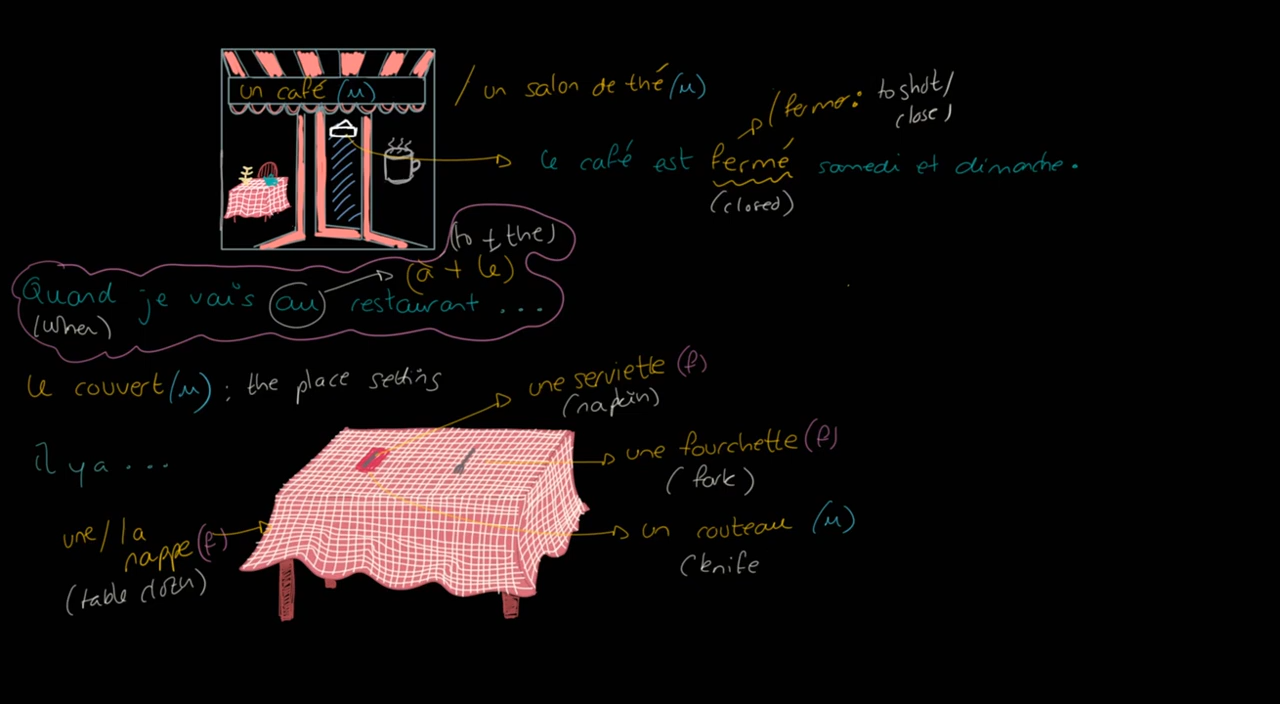 un café (M)
/ un salon de thé (M)
(fermer: to shut/
close)
Le café est fermé samedi et dimanche.
(closed)
(to + the)
(à + le)
Quand je vais au restaurant ...
(when)
le couvert (M) : the place setting
une serviette (f)
(napkin)
il y a ...
une fourchette (f)
(fork)
une/la
nappe (f)
(table cloth)
un couteau (M)
(knife